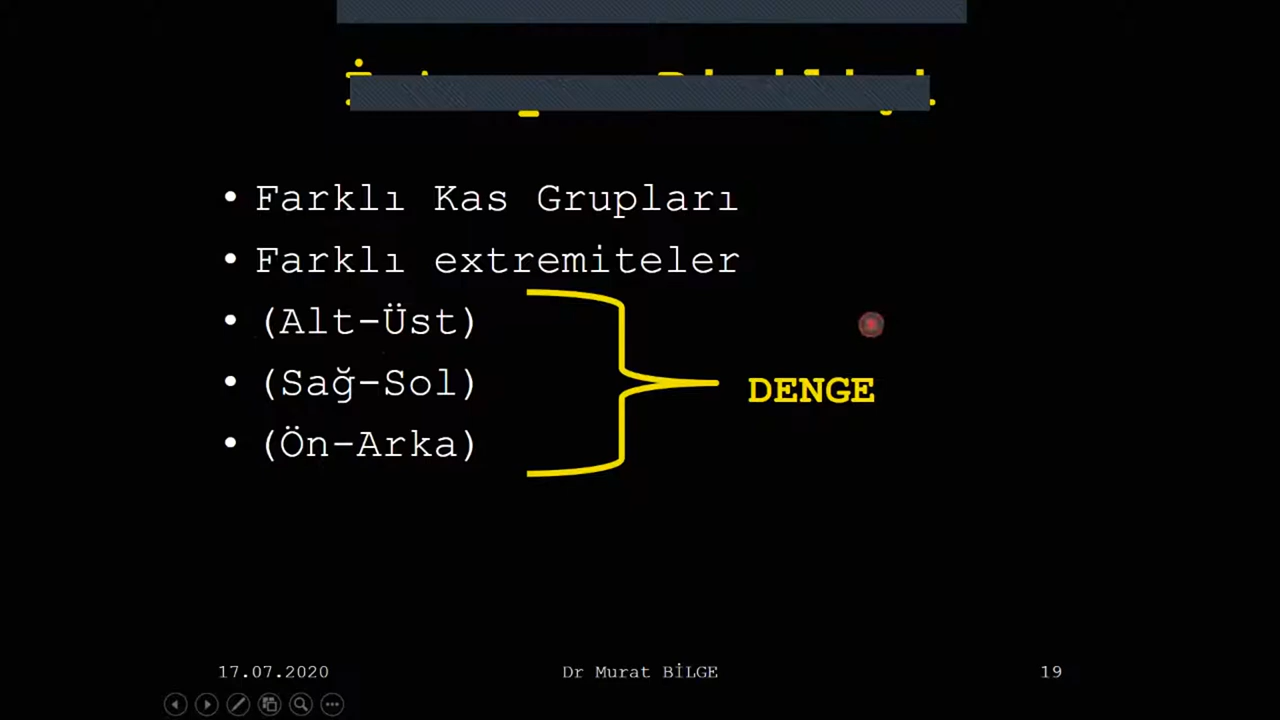 • Farklı Kas Grupları
• Farklı extremiteler
• (Alt-Üst)
• (Sağ-Sol)
• (Ön-Arka)
DENGE
17.07.2020
Dr Murat BİLGE
19